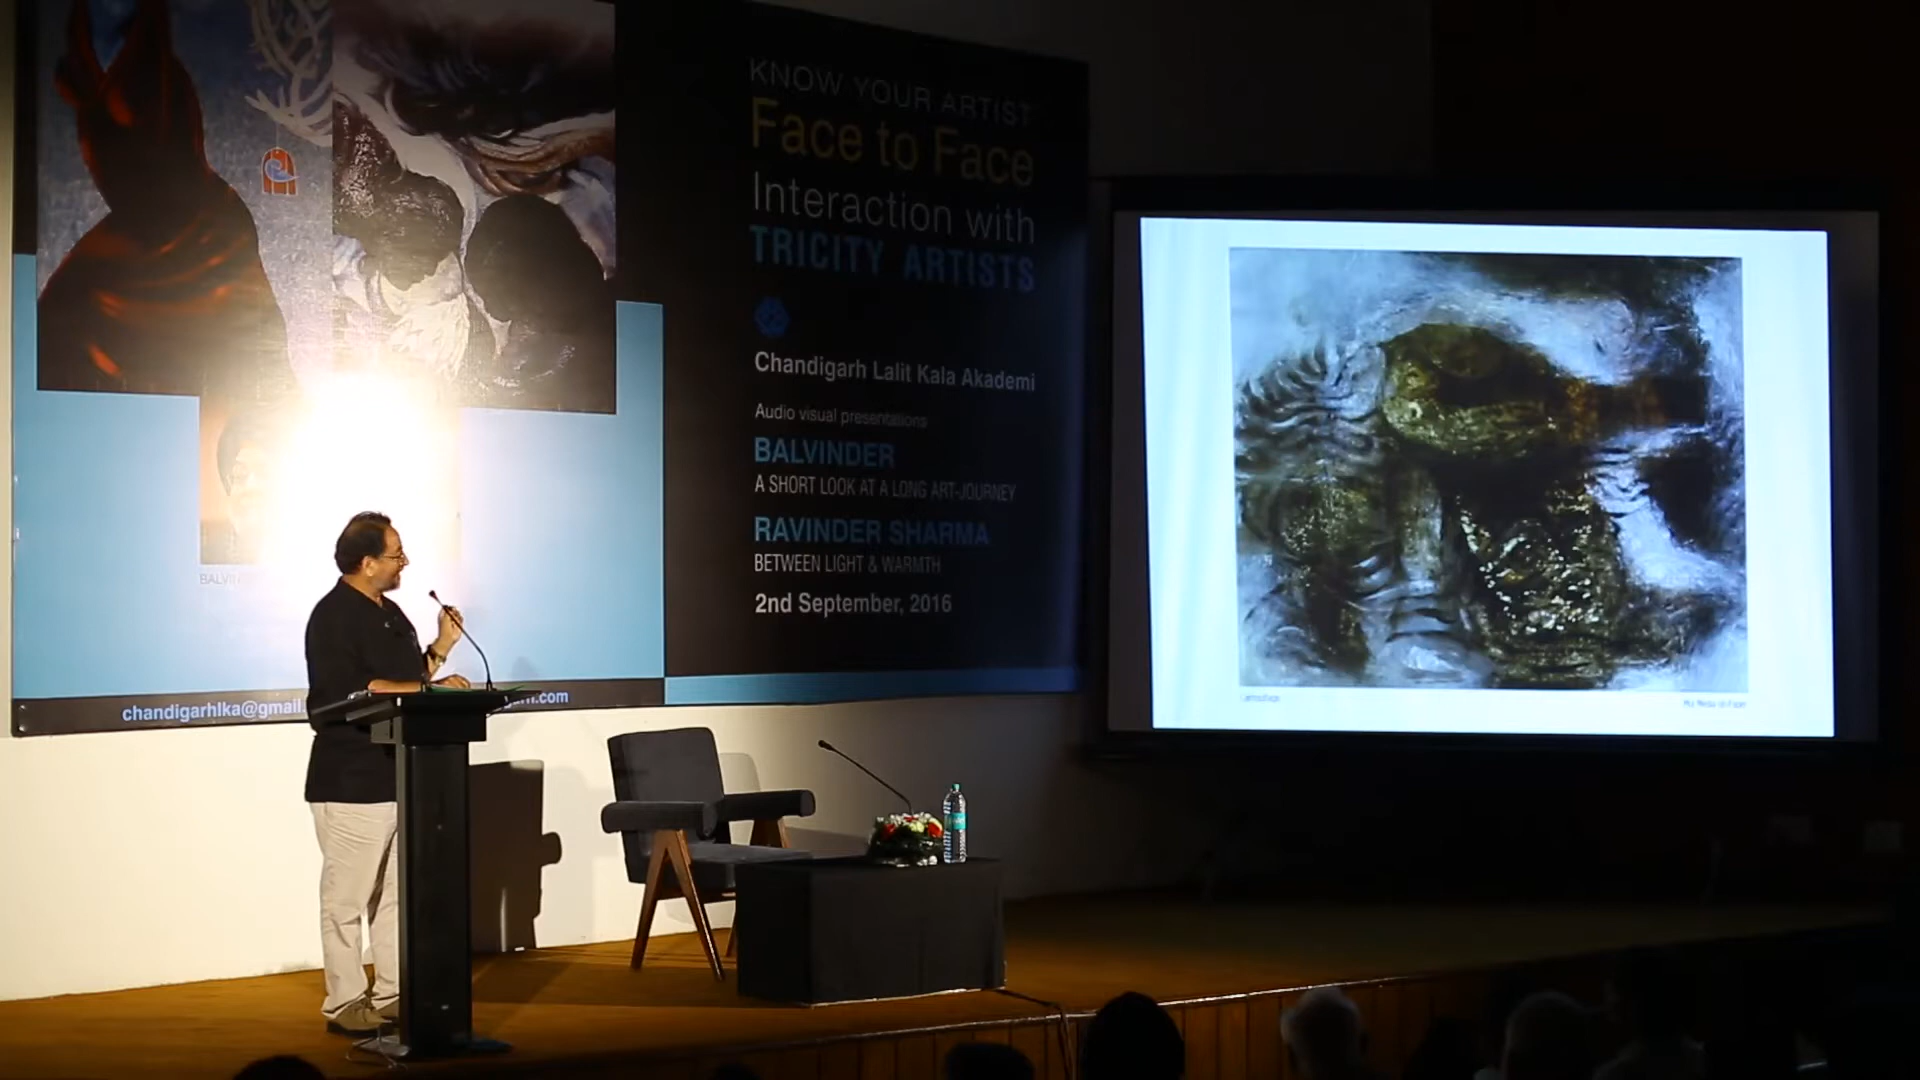 KNOW YOUR ARTIST
Face to Face
Interaction with
TRICITY ARTISTS
Chandigarh Lalit Kala Akademi
Audio visual presentations
BALVINDER
A SHORT LOOK AT A LONG ART-JOURNEY
RAVINDER SHARMA
BETWEEN LIGHT & WARMTH
2nd September, 2016
chandigarhlka@gmail.
.com